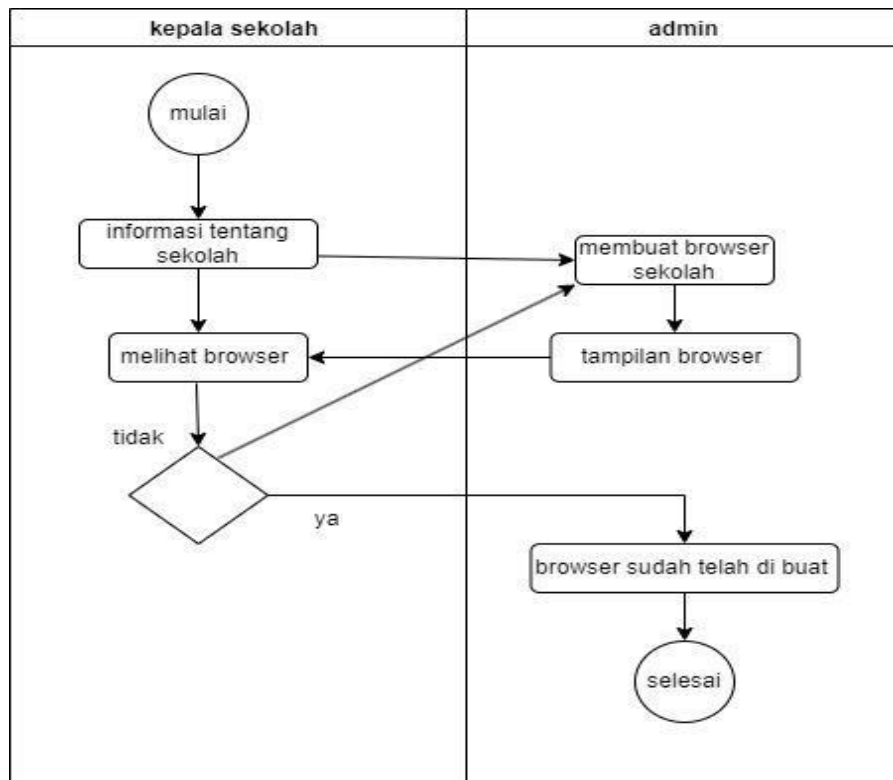 kepala sekolah
admin
mulai
informasi tentang
sekolah
membuat browser
sekolah
melihat browser
tampilan browser
tidak
ya
browser sudah telah di buat
selesai